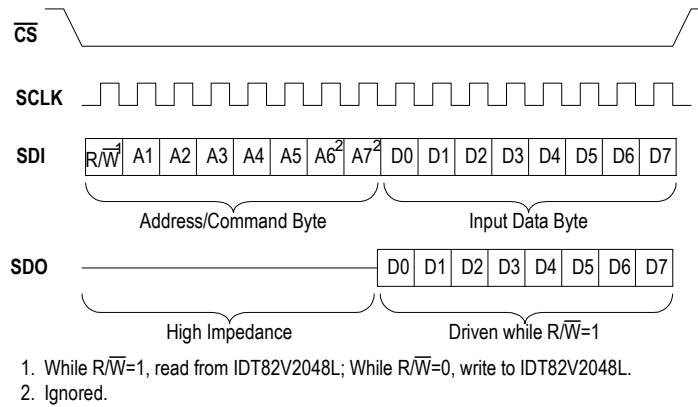 CS
SCLK
SDI R/W1 A1 A2 A3 A4 A5 A62 A72 D0 D1 D2 D3 D4 D5 D6 D7
Address/Command Byte Input Data Byte
SDO D0 D1 D2 D3 D4 D5 D6 D7
High Impedance Driven while R/W=1
1. While R/W=1, read from IDT82V2048L; While R/W=0, write to IDT82V2048L.
2. Ignored.